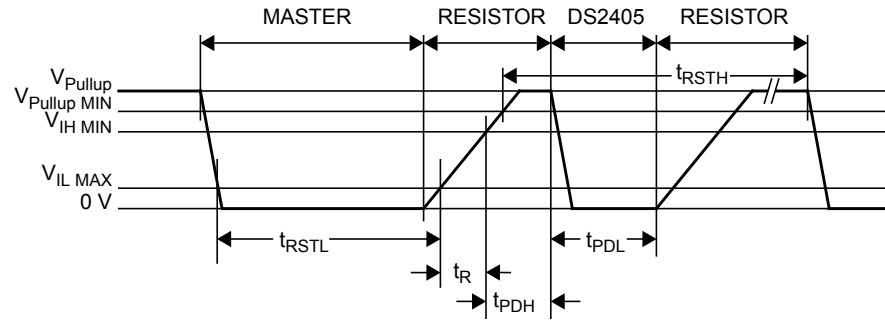 MASTER RESISTOR DS2405 RESISTOR
VPullup
tRSTH
VPullup MIN
VIH MIN
VIL MAX
0 V
tRSTL tPDL
tR
tPDH